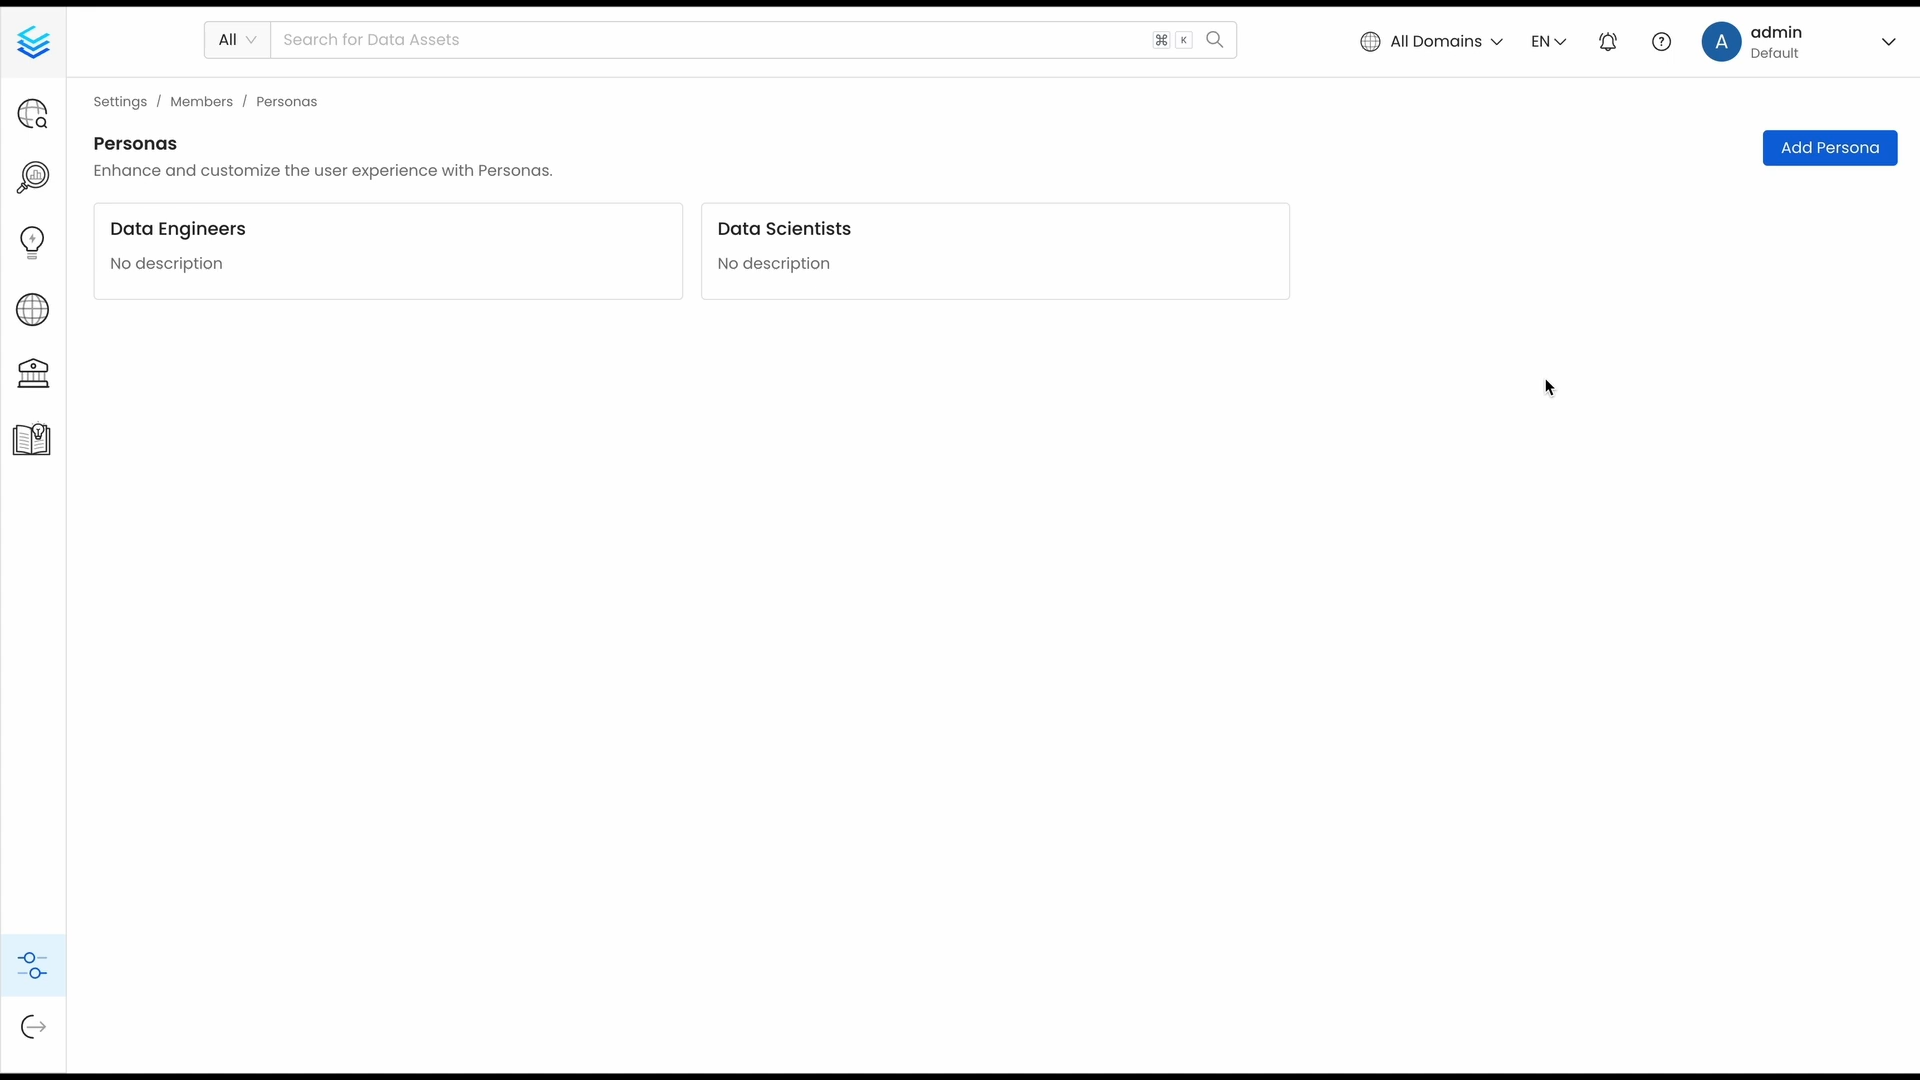 All
Search for Data Assets
⌘ K
All Domains
EN
A
admin
Default
Settings / Members / Personas
Personas
Enhance and customize the user experience with Personas.
Add Persona
Data Engineers
No description
Data Scientists
No description